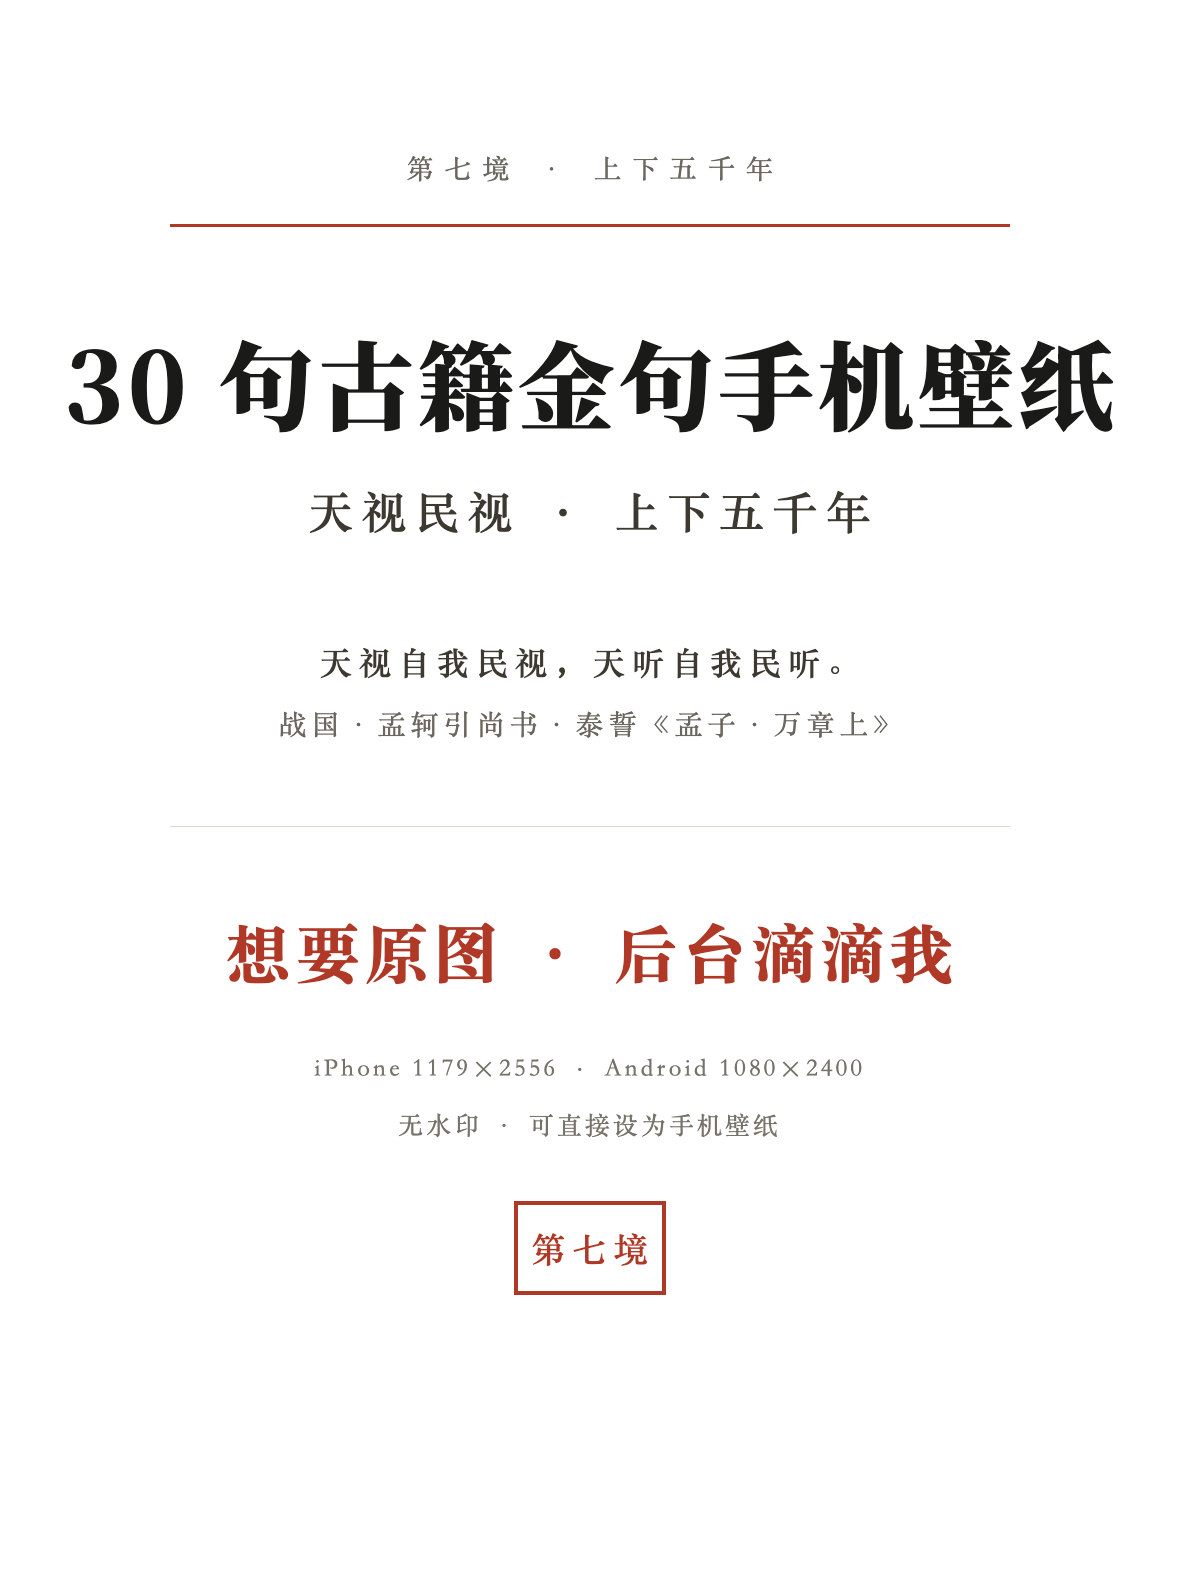 第七境 · 上下五千年
30 句古籍金句手机壁纸
天视民视 · 上下五千年
天视自我民视，天听自我民听。
战国 · 孟轲引尚书 · 泰誓《孟子 · 万章上》
想要原图 · 后台滴滴我
iPhone 1179×2556 · Android 1080×2400
无水印 · 可直接设为手机壁纸
第七境